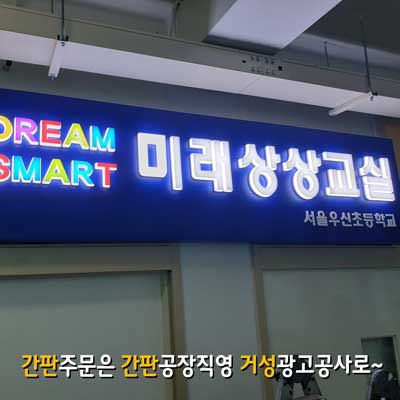 DREAM
SMART
미래상상교실
서울우신초등학교
간판주문은 간판공장직영 거성광고공사로~